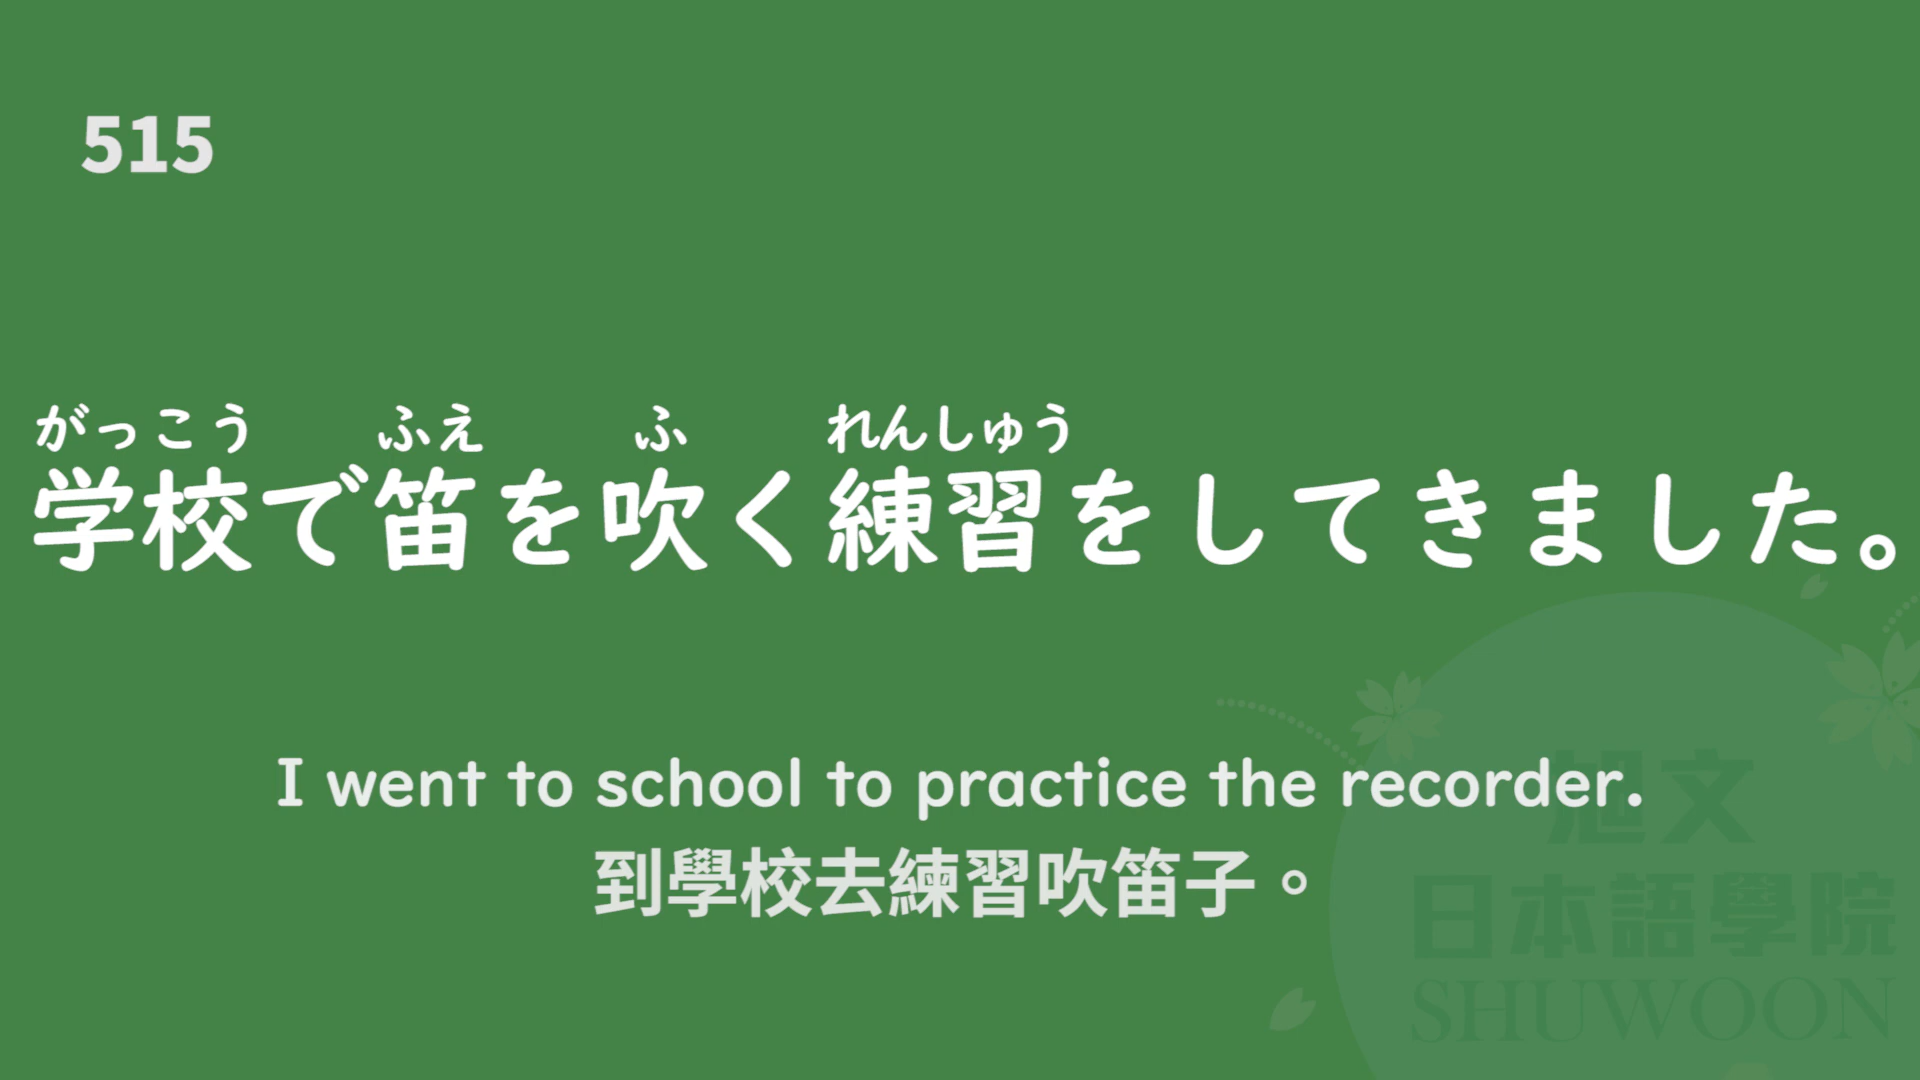 515
がっこう ふえ ふ れんしゅう
学校で笛を吹く練習をしてきました。
I went to school to practice the recorder.
到學校去練習吹笛子。
旭文
日本語學院
SHUWOON